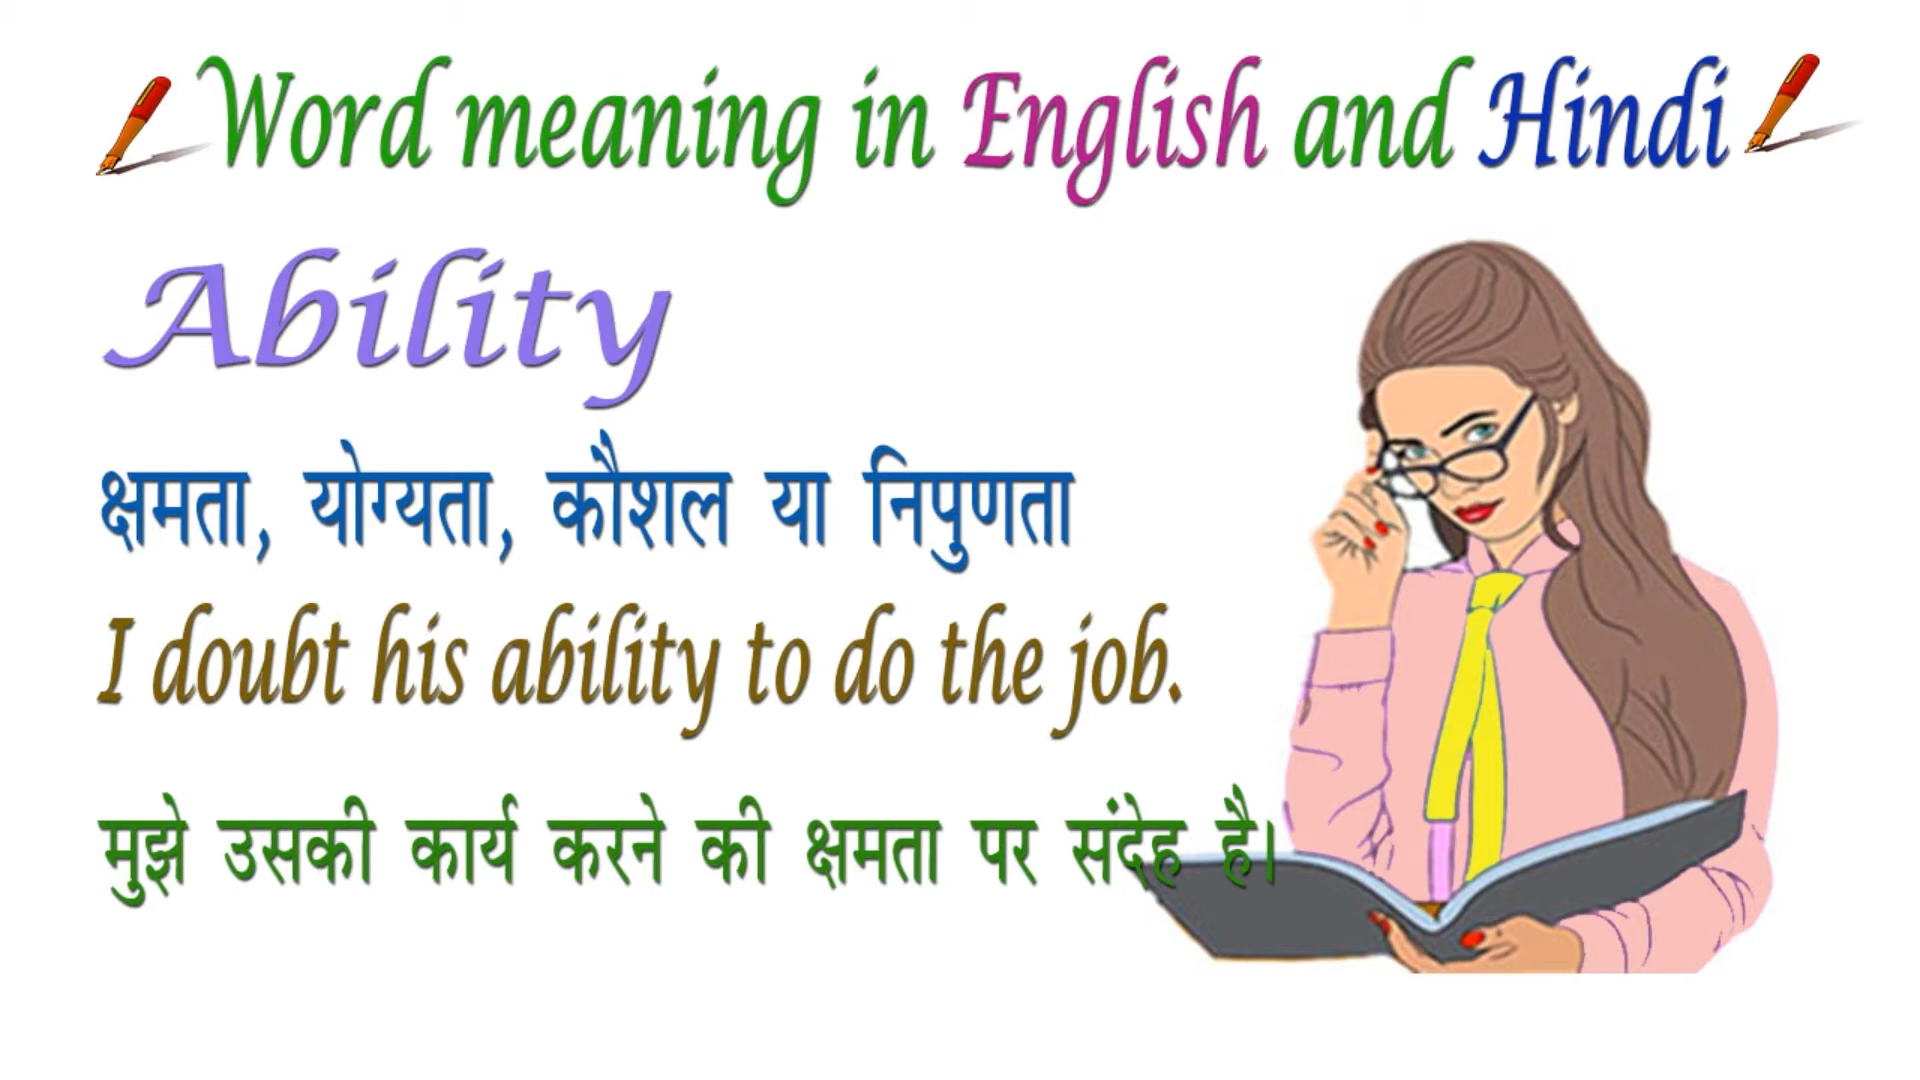 Word meaning in English and Hindi
Ability
क्षमता, योग्यता, कौशल या निपुणता
I doubt his ability to do the job.
मुझे उसकी कार्य करने की क्षमता पर संदेह है।